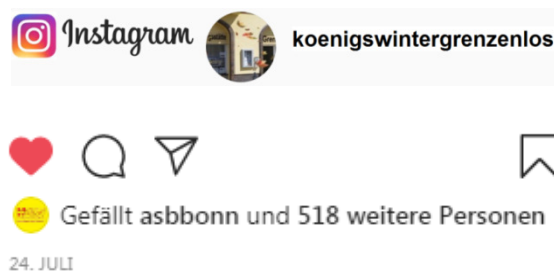 Instagram koenigswintergrenzenlos
Gefällt asbbonn und 518 weitere Personen
24. JULI